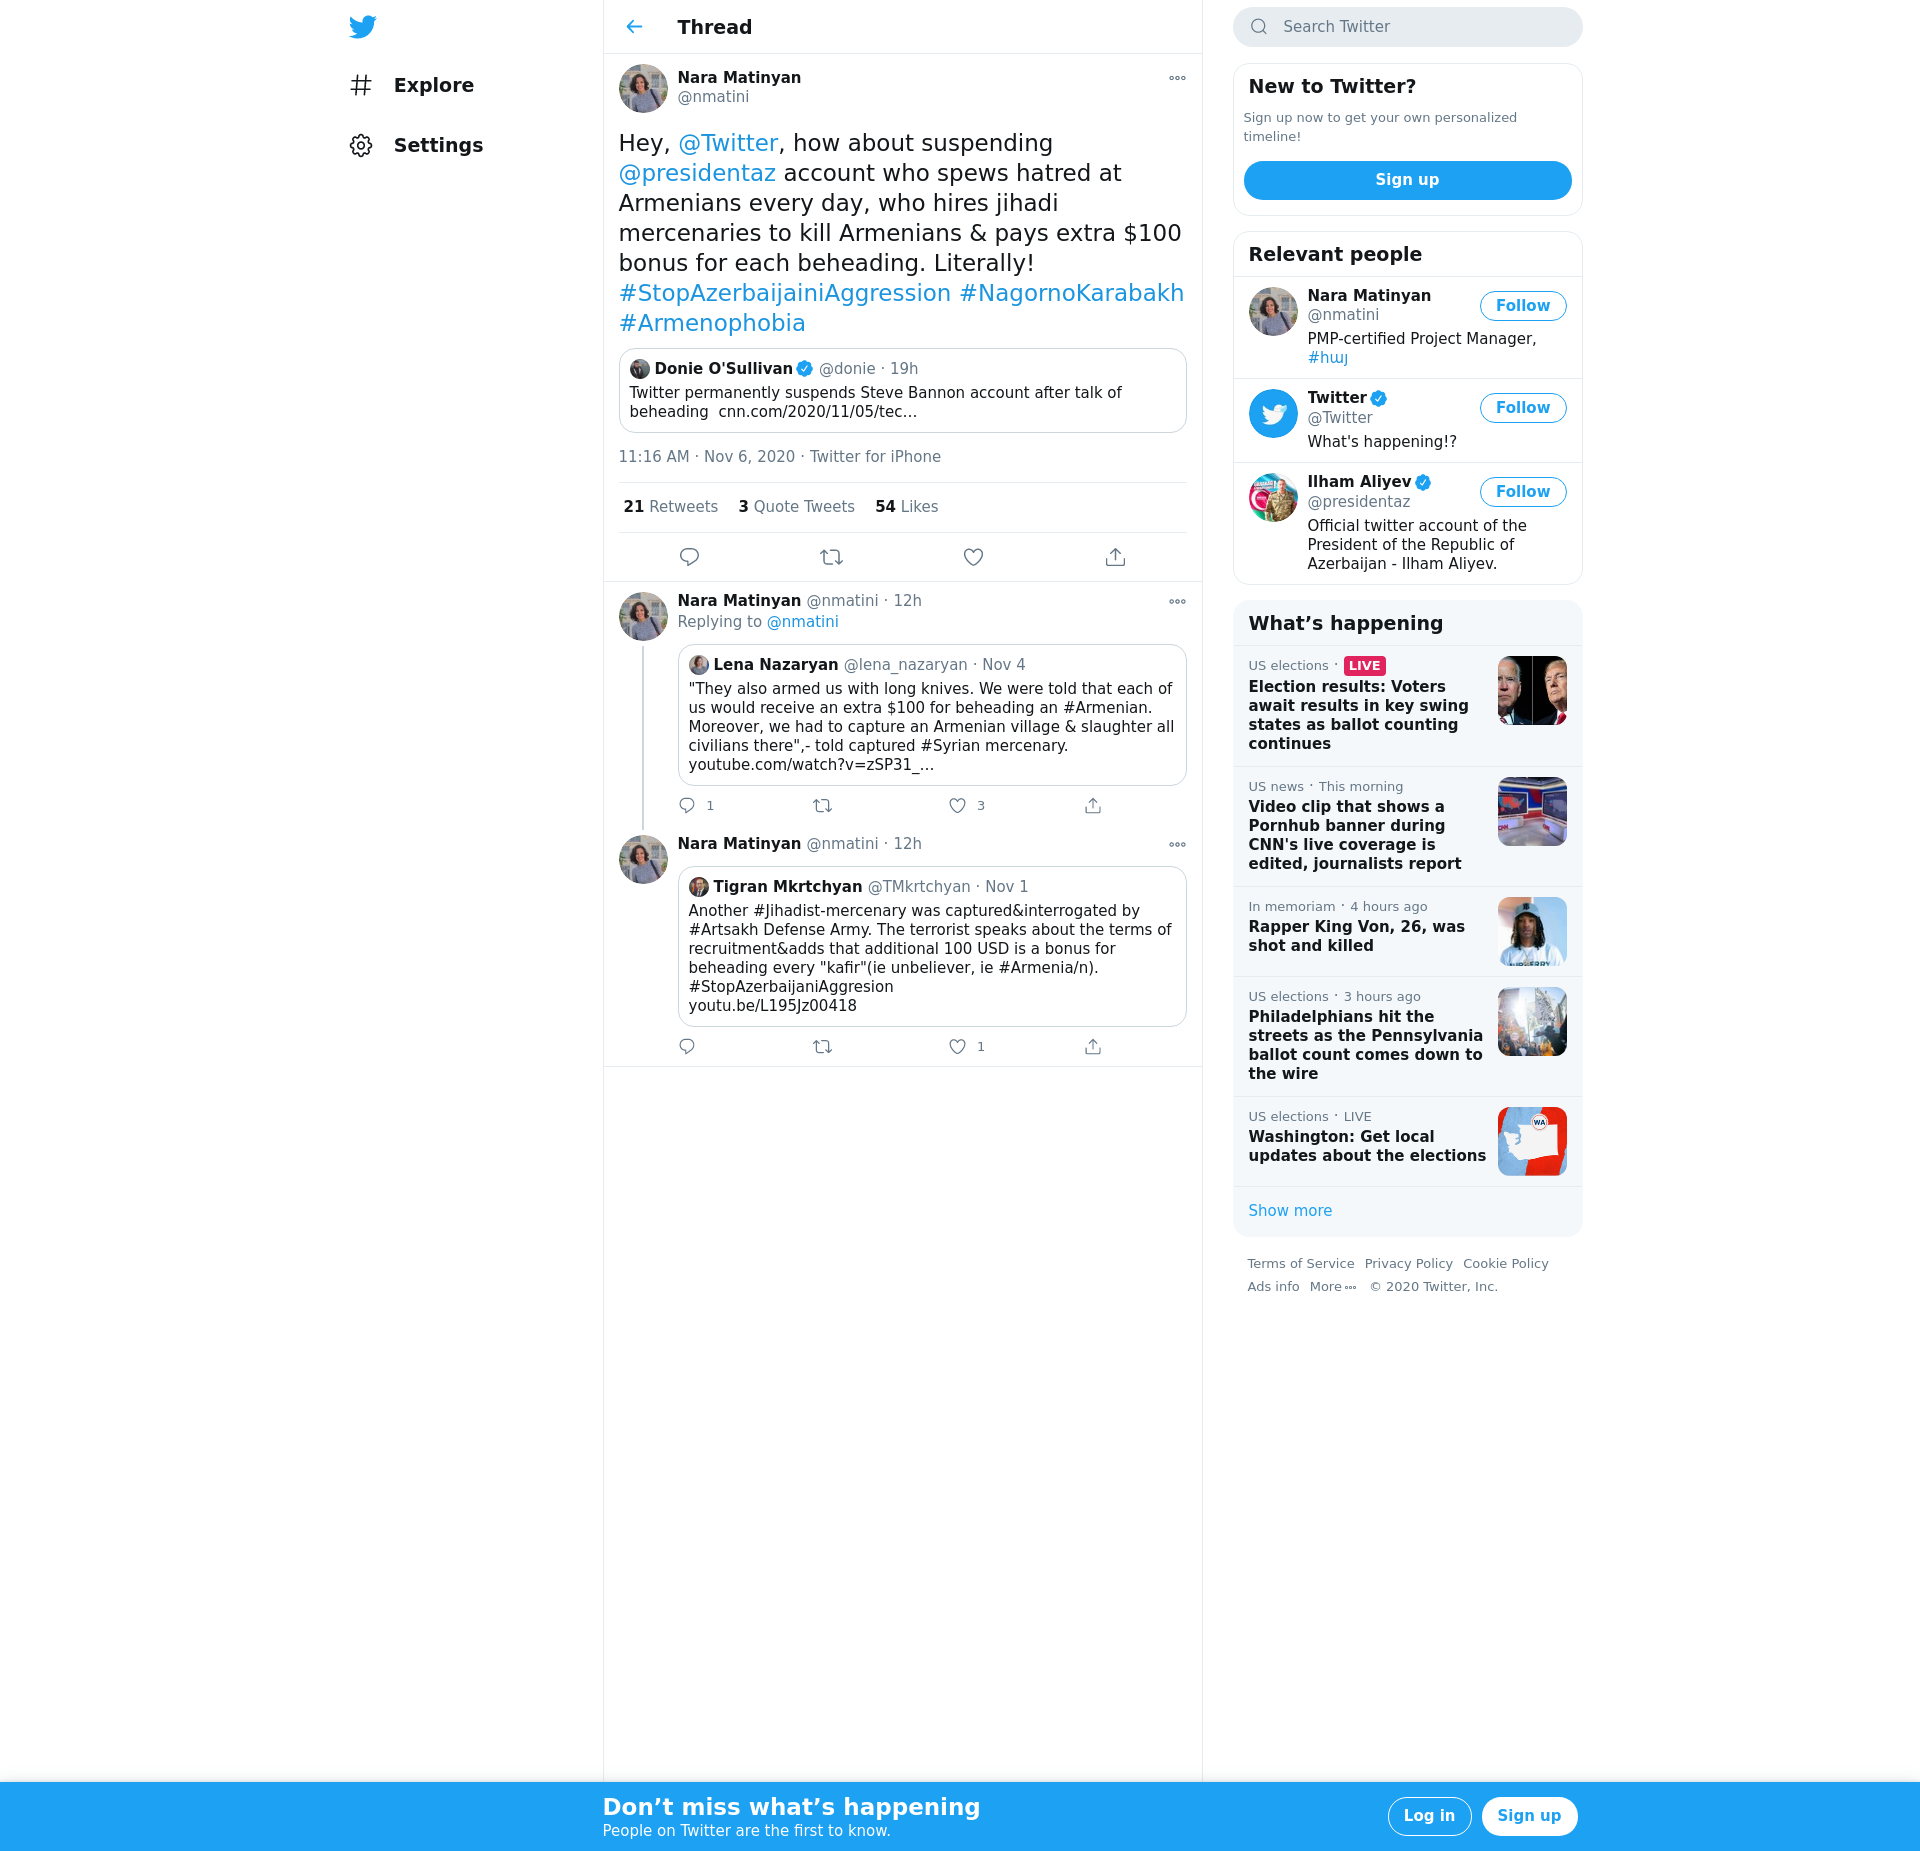 Explore
Settings
Thread
Nara Matinyan
@nmatini
Hey, @Twitter, how about suspending
@presidentaz account who spews hatred at
Armenians every day, who hires jihadi
mercenaries to kill Armenians & pays extra $100
bonus for each beheading. Literally!
#StopAzerbaijainiAggression #NagornoKarabakh
#Armenophobia
Donie O'Sullivan @donie · 19h
Twitter permanently suspends Steve Bannon account after talk of
beheading cnn.com/2020/11/05/tec…
11:16 AM · Nov 6, 2020 · Twitter for iPhone
21 Retweets 3 Quote Tweets 54 Likes
Nara Matinyan @nmatini · 12h
Replying to @nmatini
Lena Nazaryan @lena_nazaryan · Nov 4
"They also armed us with long knives. We were told that each of
us would receive an extra $100 for beheading an #Armenian.
Moreover, we had to capture an Armenian village & slaughter all
civilians there",- told captured #Syrian mercenary.
youtube.com/watch?v=zSP31_…
1 3
Nara Matinyan @nmatini · 12h
Tigran Mkrtchyan @TMkrtchyan · Nov 1
Another #Jihadist-mercenary was captured&interrogated by
#Artsakh Defense Army. The terrorist speaks about the terms of
recruitment&adds that additional 100 USD is a bonus for
beheading every "kafir"(ie unbeliever, ie #Armenia/n).
#StopAzerbaijaniAggresion
youtu.be/L195Jz00418
1
Search Twitter
New to Twitter?
Sign up now to get your own personalized
timeline!
Sign up
Relevant people
Nara Matinyan
@nmatini
Follow
PMP-certified Project Manager,
#հայ
Twitter
@Twitter
Follow
What's happening!?
Ilham Aliyev
@presidentaz
Follow
Official twitter account of the
President of the Republic of
Azerbaijan - Ilham Aliyev.
What’s happening
US elections · LIVE
Election results: Voters
await results in key swing
states as ballot counting
continues
US news · This morning
Video clip that shows a
Pornhub banner during
CNN's live coverage is
edited, journalists report
In memoriam · 4 hours ago
Rapper King Von, 26, was
shot and killed
US elections · 3 hours ago
Philadelphians hit the
streets as the Pennsylvania
ballot count comes down to
the wire
US elections · LIVE
Washington: Get local
updates about the elections
WA
Show more
Terms of Service Privacy Policy Cookie Policy
Ads info More © 2020 Twitter, Inc.
Don’t miss what’s happening
People on Twitter are the first to know.
Log in
Sign up